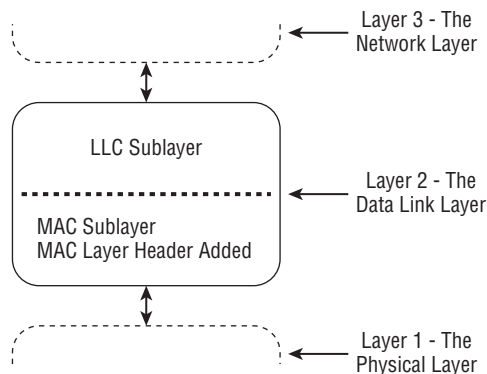 Layer 3 - The
Network Layer
LLC Sublayer
Layer 2 - The
Data Link Layer
MAC Sublayer
MAC Layer Header Added
Layer 1 - The
Physical Layer